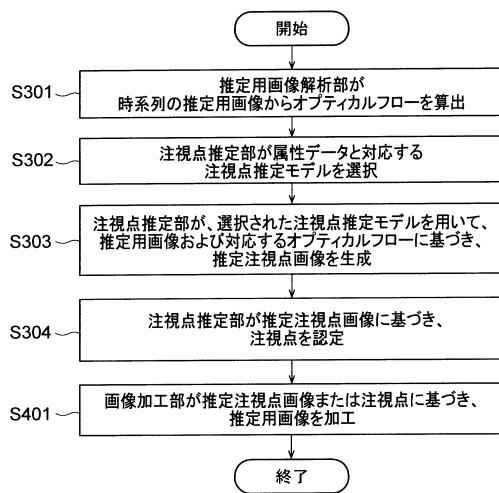 開始
S301
推定用画像解析部が
時系列の推定用画像からオプティカルフローを算出
S302
注視点推定部が属性データと対応する
注視点推定モデルを選択
S303
注視点推定部が、選択された注視点推定モデルを用いて、
推定用画像および対応するオプティカルフローに基づき、
推定注視点画像を生成
S304
注視点推定部が推定注視点画像に基づき、
注視点を認定
S401
画像加工部が推定注視点画像または注視点に基づき、
推定用画像を加工
終了